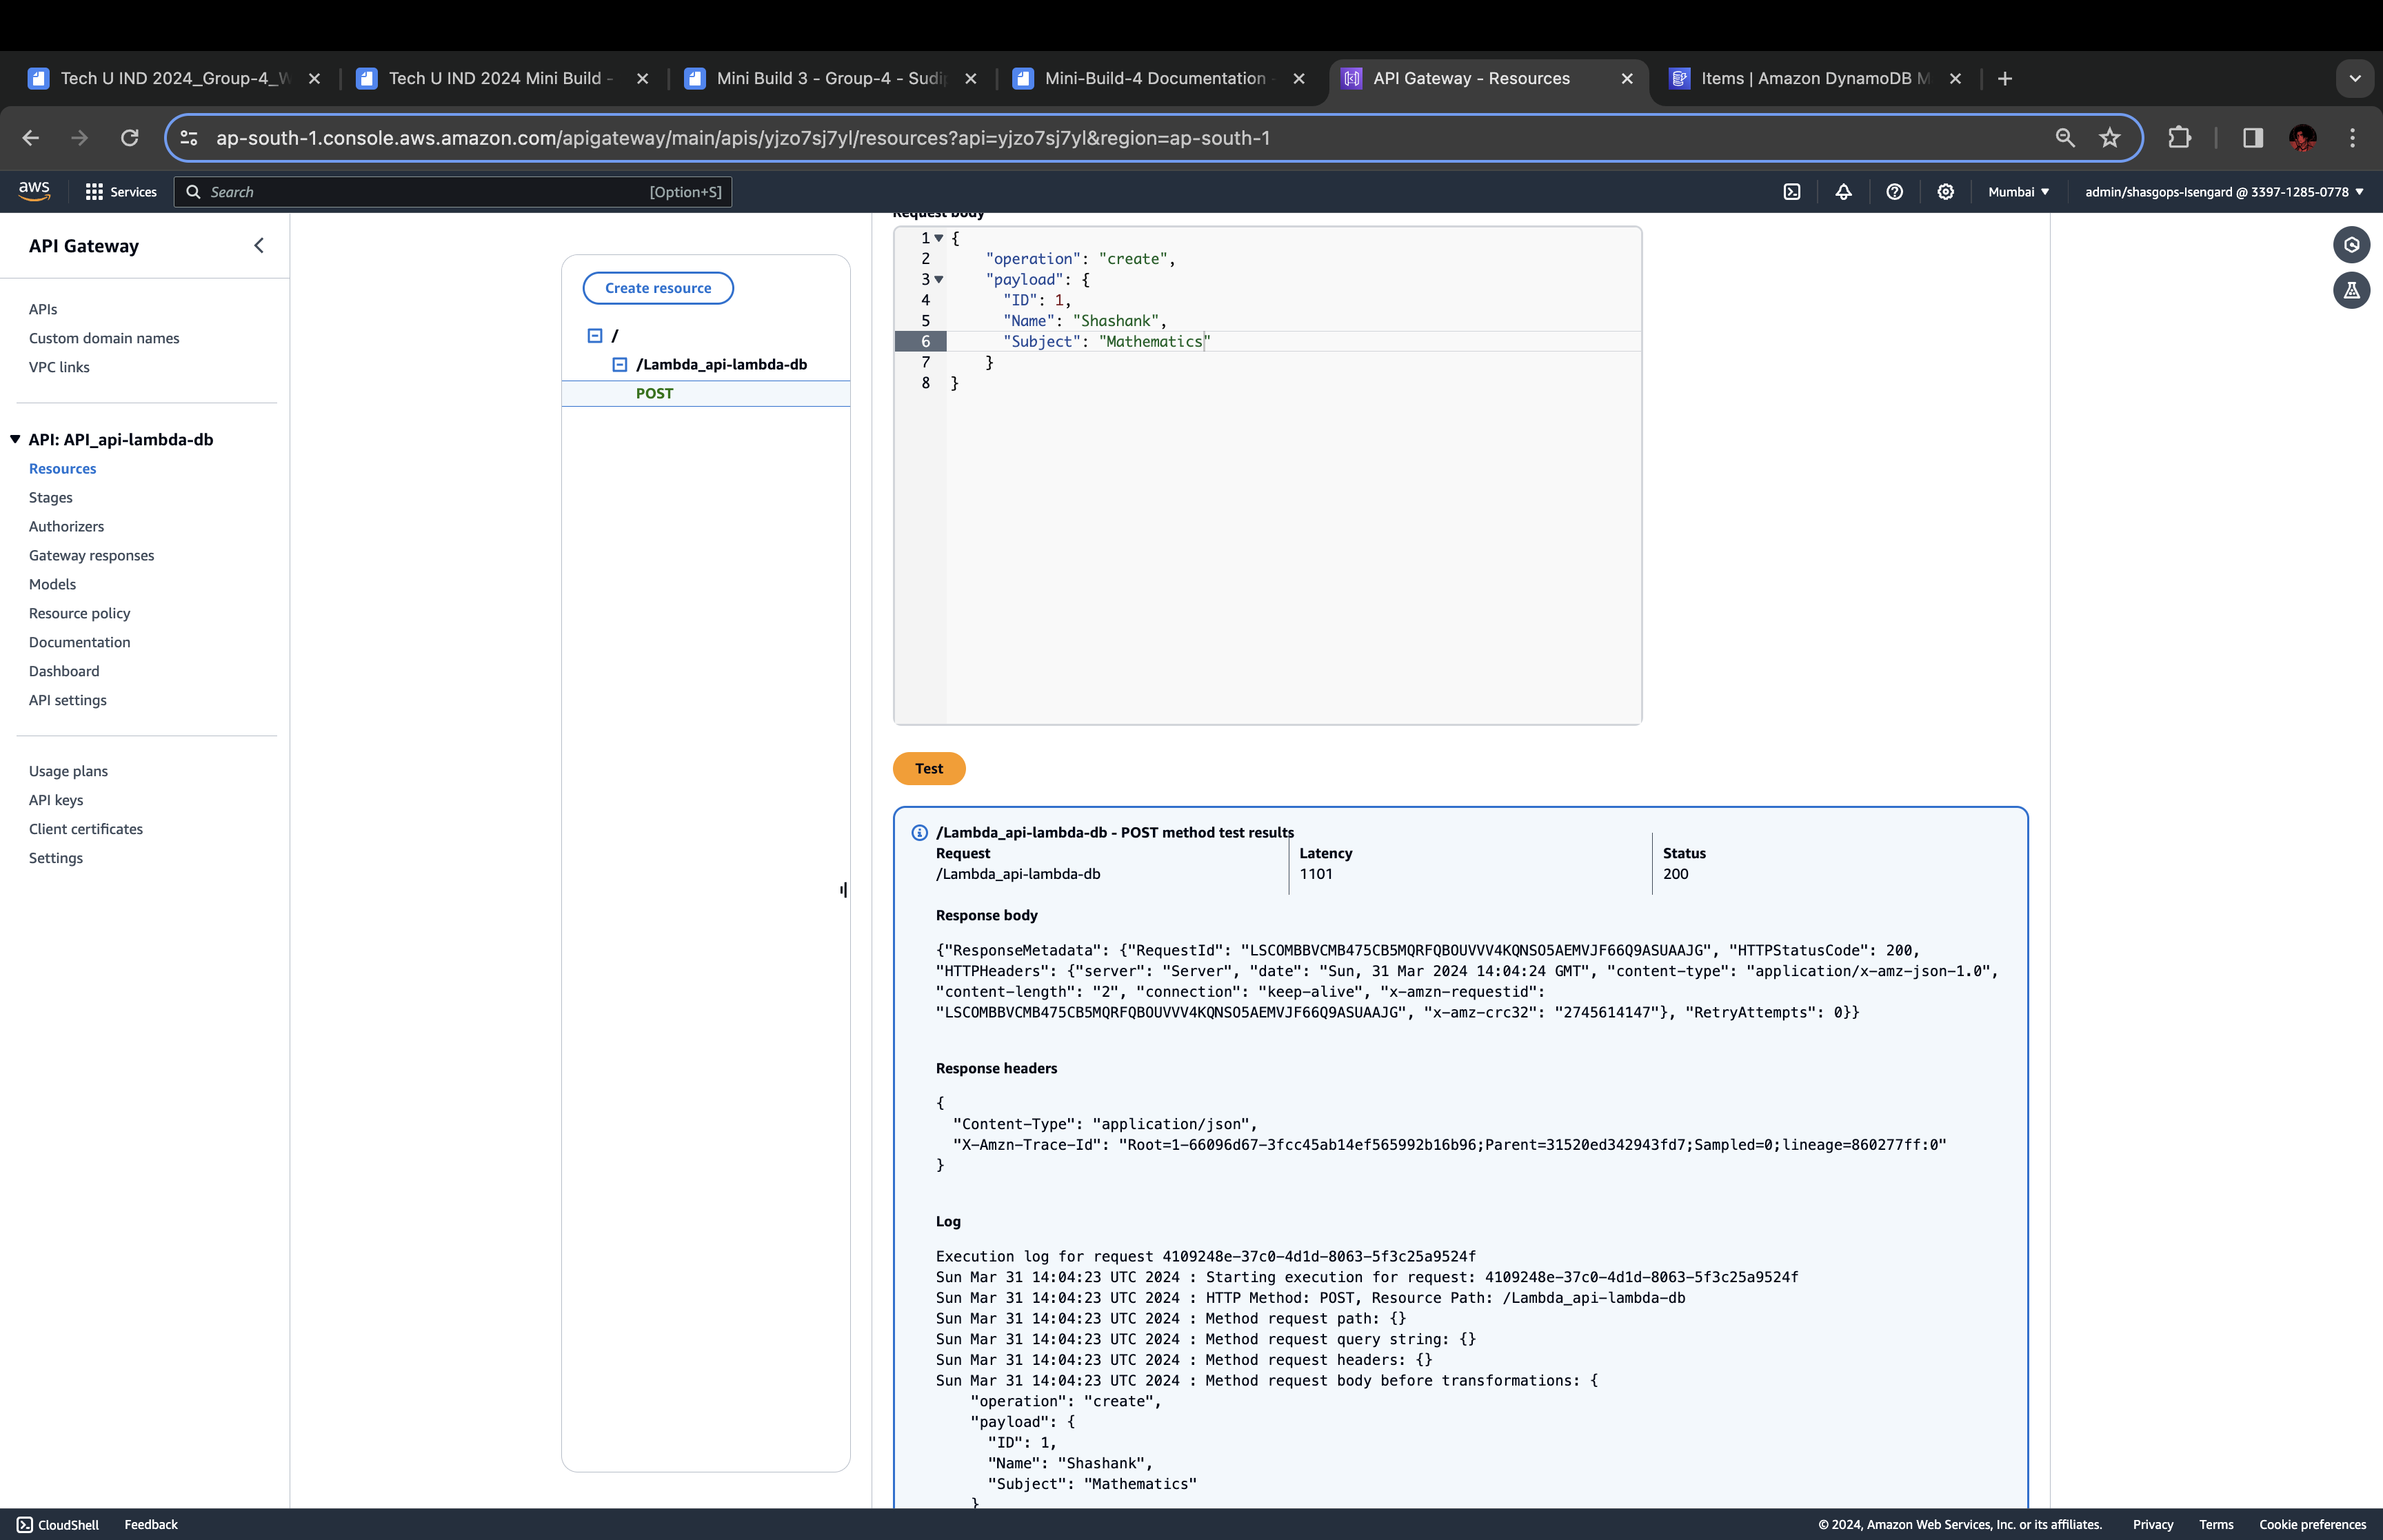 Tech U IND 2024_Group-4_W
Tech U IND 2024 Mini Build -
Mini Build 3 - Group-4 - Sudip
Mini-Build-4 Documentation -
API Gateway - Resources
Items | Amazon DynamoDB M
ap-south-1.console.aws.amazon.com/apigateway/main/apis/yjzo7sj7yl/resources?api=yjzo7sj7yl&region=ap-south-1
aws
Services
Search
[Option+S]
Mumbai
admin/shasgops-Isengard @ 3397-1285-0778
API Gateway
APIs
Custom domain names
VPC links
API: API_api-lambda-db
Resources
Stages
Authorizers
Gateway responses
Models
Resource policy
Documentation
Dashboard
API settings
Usage plans
API keys
Client certificates
Settings
Create resource
/
/Lambda_api-lambda-db
POST
Request body
1 {
2 "operation": "create",
3 "payload": {
4 "ID": 1,
5 "Name": "Shashank",
6 "Subject": "Mathematics"
7 }
8 }
Test
/Lambda_api-lambda-db - POST method test results
Request
/Lambda_api-lambda-db
Latency
1101
Status
200
Response body
{"ResponseMetadata": {"RequestId": "LSCOMBBVCMB475CB5MQRFQBOUVVV4KQNSO5AEMVJF66Q9ASUAAJG", "HTTPStatusCode": 200,
"HTTPHeaders": {"server": "Server", "date": "Sun, 31 Mar 2024 14:04:24 GMT", "content-type": "application/x-amz-json-1.0",
"content-length": "2", "connection": "keep-alive", "x-amzn-requestid":
"LSCOMBBVCMB475CB5MQRFQBOUVVV4KQNSO5AEMVJF66Q9ASUAAJG", "x-amz-crc32": "2745614147"}, "RetryAttempts": 0}}
Response headers
{
"Content-Type": "application/json",
"X-Amzn-Trace-Id": "Root=1-66096d67-3fcc45ab14ef565992b16b96;Parent=31520ed342943fd7;Sampled=0;lineage=860277ff:0"
}
Log
Execution log for request 4109248e-37c0-4d1d-8063-5f3c25a9524f
Sun Mar 31 14:04:23 UTC 2024 : Starting execution for request: 4109248e-37c0-4d1d-8063-5f3c25a9524f
Sun Mar 31 14:04:23 UTC 2024 : HTTP Method: POST, Resource Path: /Lambda_api-lambda-db
Sun Mar 31 14:04:23 UTC 2024 : Method request path: {}
Sun Mar 31 14:04:23 UTC 2024 : Method request query string: {}
Sun Mar 31 14:04:23 UTC 2024 : Method request headers: {}
Sun Mar 31 14:04:23 UTC 2024 : Method request body before transformations: {
"operation": "create",
"payload": {
"ID": 1,
"Name": "Shashank",
"Subject": "Mathematics"
}
CloudShell
Feedback
© 2024, Amazon Web Services, Inc. or its affiliates.
Privacy
Terms
Cookie preferences